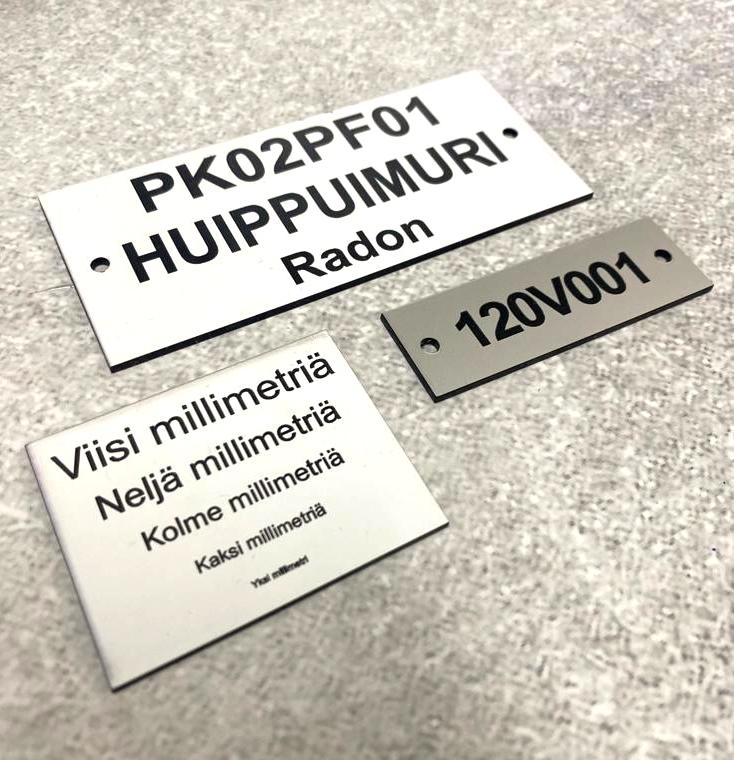 PK02PF01
HUIPPUIMURI
Radon
120V001
Viisi millimetriä
Neljä millimetriä
Kolme millimetriä
Kaksi millimetriä
Yksi millimetri